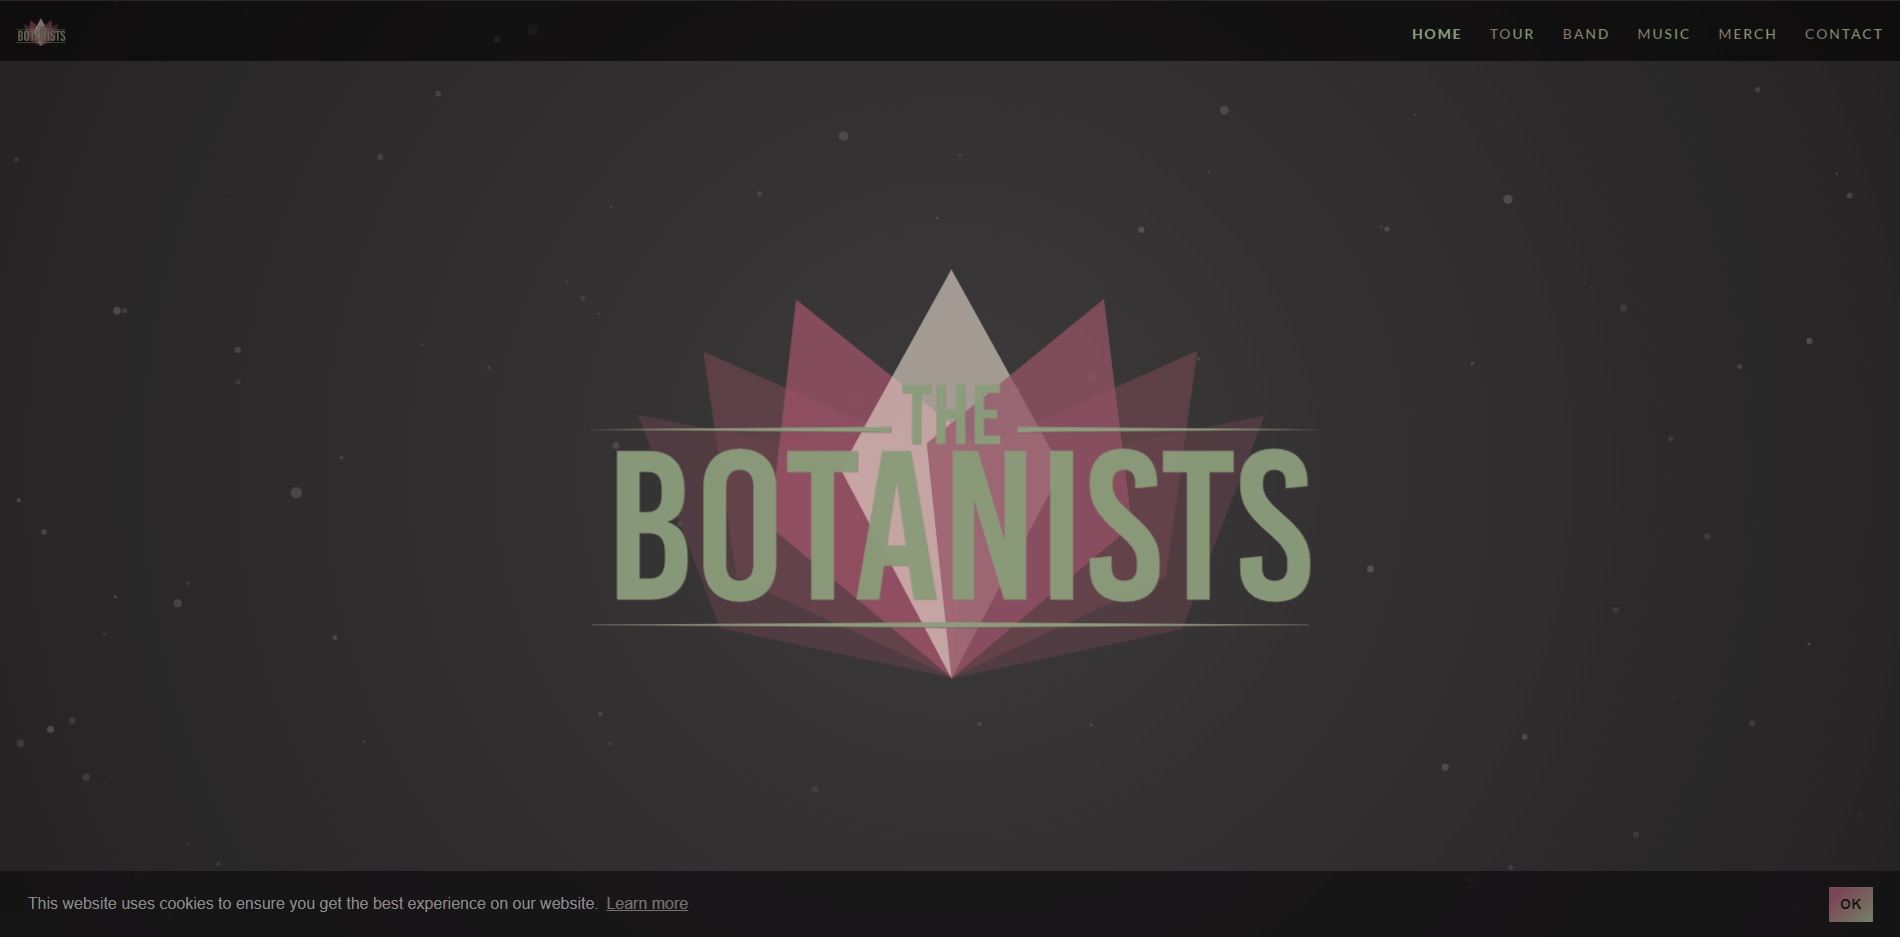 BOTANISTS
HOME TOUR BAND MUSIC MERCH CONTACT
THE
BOTANISTS
This website uses cookies to ensure you get the best experience on our website. Learn more
OK